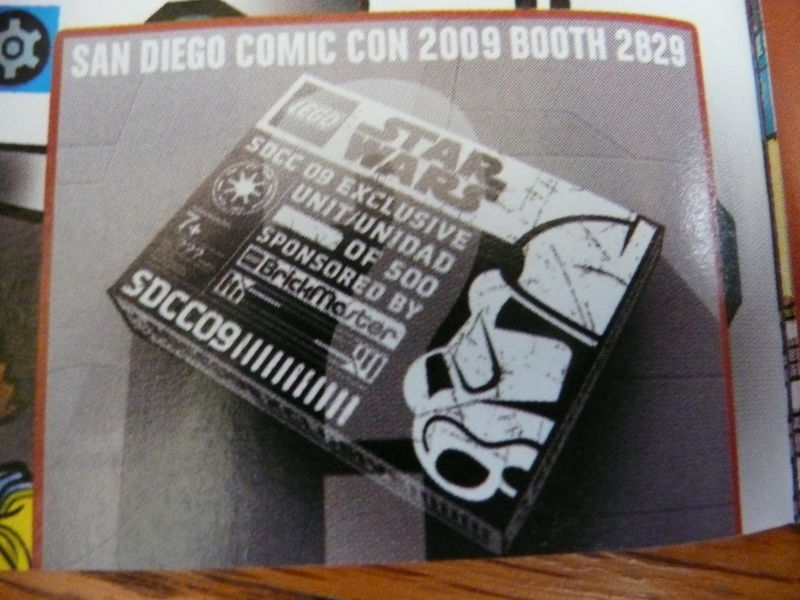 SAN DIEGO COMIC CON 2009 BOOTH 2829
LEGO
STAR
WARS
SDCC 09 EXCLUSIVE
UNIT/UNIDAD
OF 500
SPONSORED BY
BrickMaster
7+
SDCC09